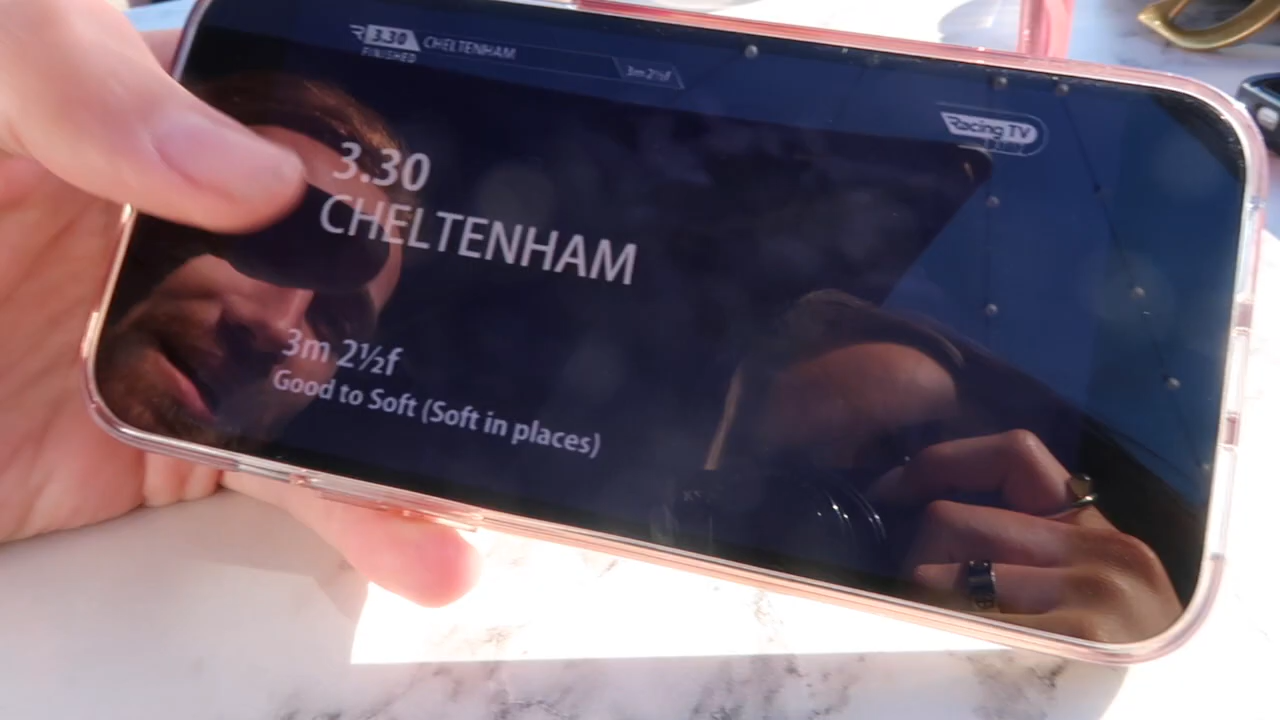 3.30 CHELTENHAM 3m 2½f
FINISHED
Racing TV
3.30
CHELTENHAM
3m 2½f
Good to Soft (Soft in places)